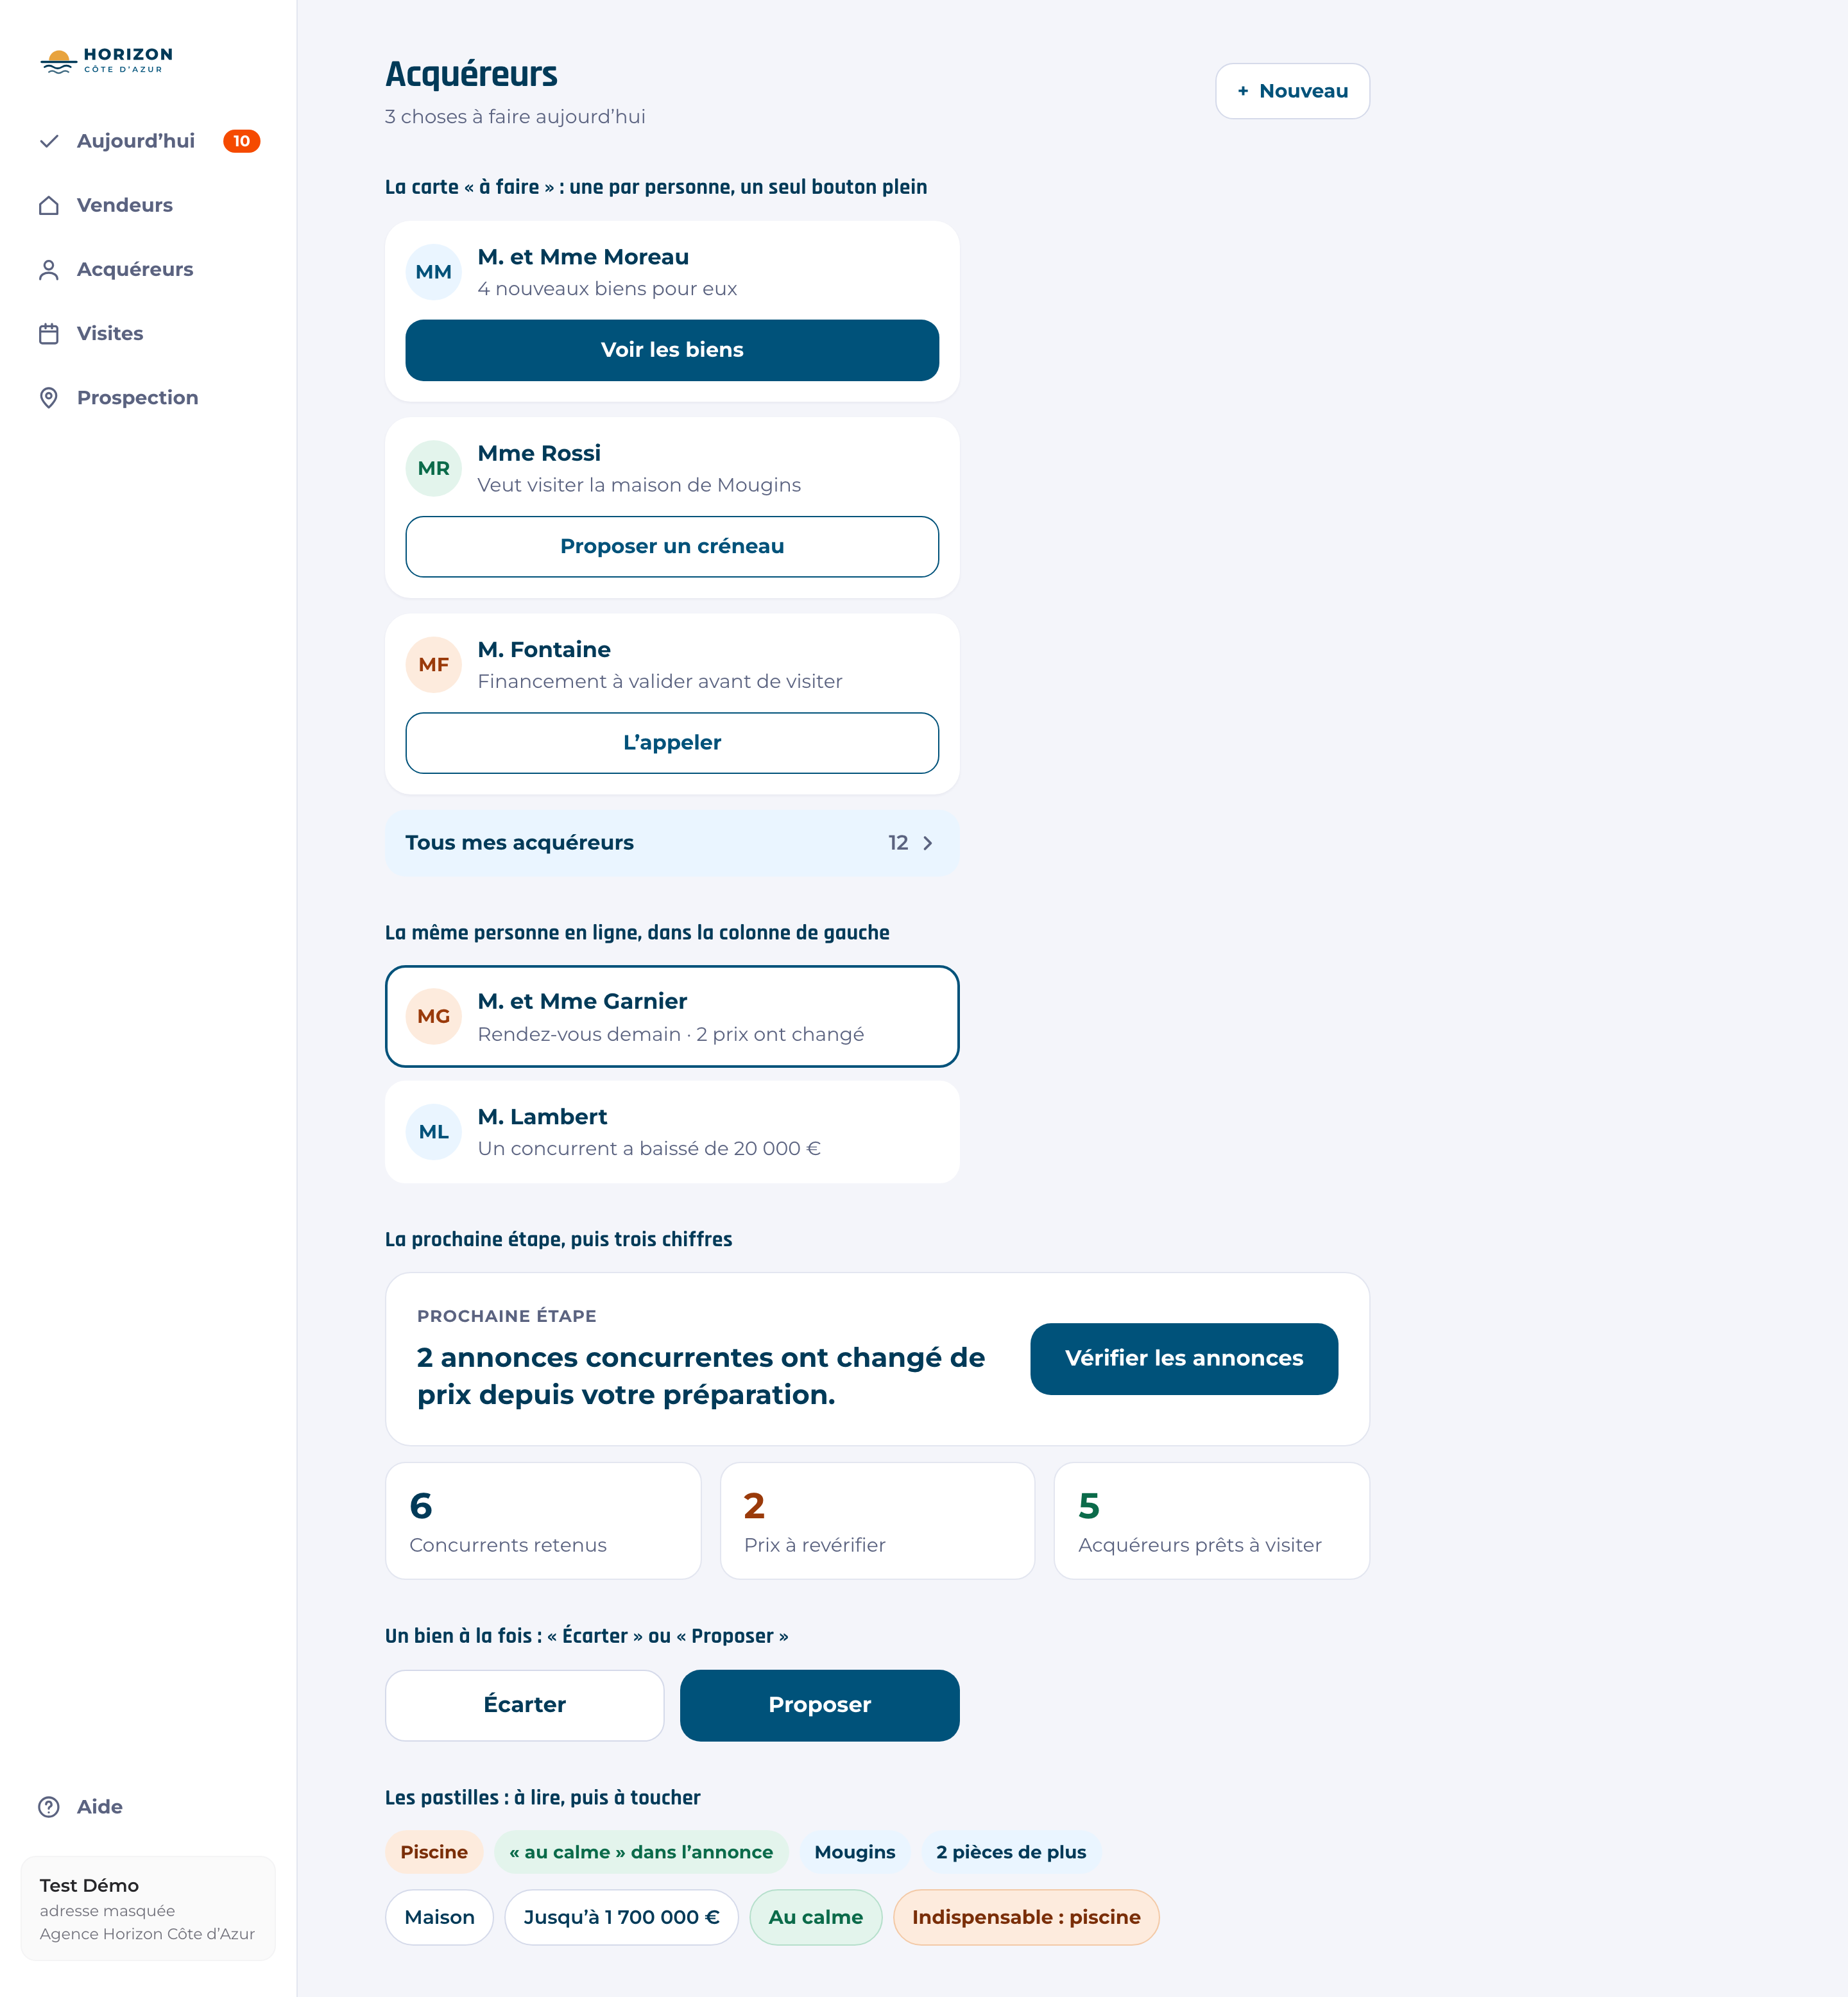 HORIZON
CÔTE D’AZUR
Aujourd’hui 10
Vendeurs
Acquéreurs
Visites
Prospection
Aide
Test Démo
adresse masquée
Agence Horizon Côte d’Azur
Acquéreurs
3 choses à faire aujourd’hui
+ Nouveau
La carte « à faire » : une par personne, un seul bouton plein
MM
M. et Mme Moreau
4 nouveaux biens pour eux
Voir les biens
MR
Mme Rossi
Veut visiter la maison de Mougins
Proposer un créneau
MF
M. Fontaine
Financement à valider avant de visiter
L’appeler
Tous mes acquéreurs 12
La même personne en ligne, dans la colonne de gauche
MG
M. et Mme Garnier
Rendez-vous demain · 2 prix ont changé
ML
M. Lambert
Un concurrent a baissé de 20 000 €
La prochaine étape, puis trois chiffres
PROCHAINE ÉTAPE
2 annonces concurrentes ont changé de
prix depuis votre préparation.
Vérifier les annonces
6
Concurrents retenus
2
Prix à revérifier
5
Acquéreurs prêts à visiter
Un bien à la fois : « Écarter » ou « Proposer »
Écarter
Proposer
Les pastilles : à lire, puis à toucher
Piscine
« au calme » dans l’annonce
Mougins
2 pièces de plus
Maison
Jusqu’à 1 700 000 €
Au calme
Indispensable : piscine